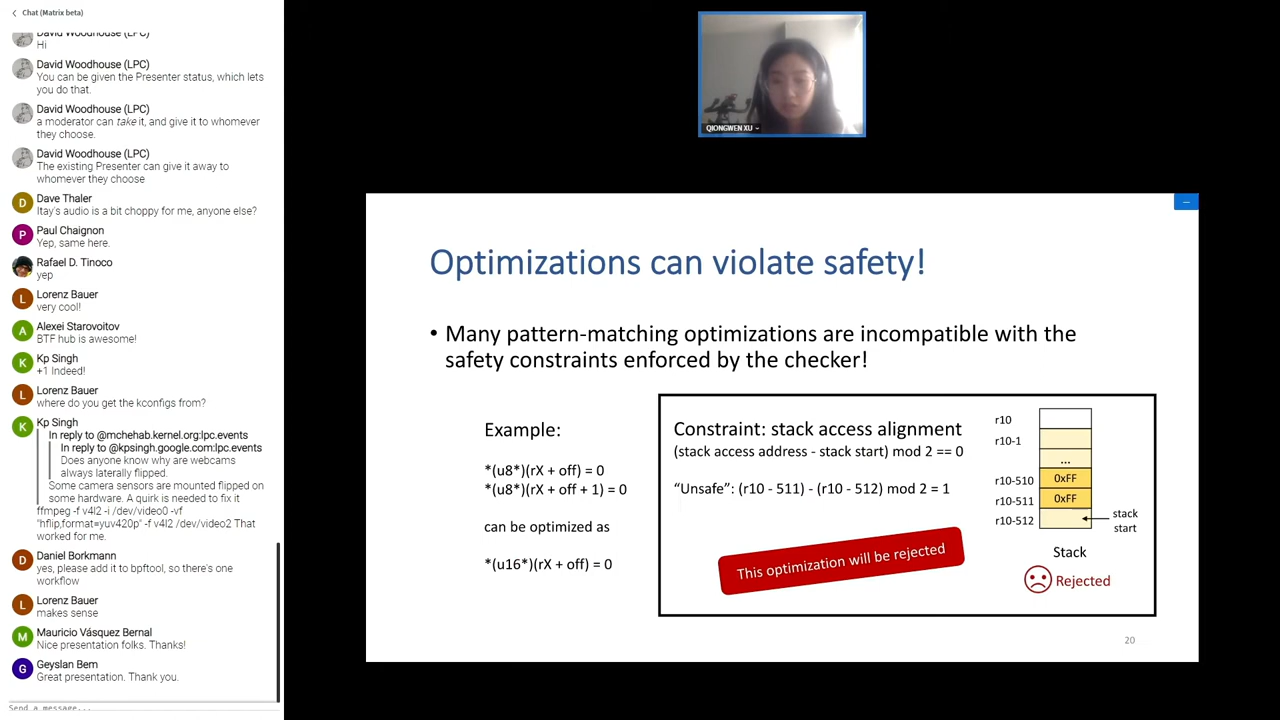 Chat (Matrix beta)
David Woodhouse (LPC)
Hi
David Woodhouse (LPC)
You can be given the Presenter status, which lets
you do that.
David Woodhouse (LPC)
a moderator can take it, and give it to whomever
they choose.
David Woodhouse (LPC)
The existing Presenter can give it away to
whomever they choose
D
Dave Thaler
Itay's audio is a bit choppy for me, anyone else?
P
Paul Chaignon
Yep, same here.
Rafael D. Tinoco
yep
L
Lorenz Bauer
very cool!
A
Alexei Starovoitov
BTF hub is awesome!
K
Kp Singh
+1 Indeed!
L
Lorenz Bauer
where do you get the kconfigs from?
K
Kp Singh
In reply to @mchehab.kernel.org:lpc.events
In reply to @kpsingh.google.com:lpc.events
Does anyone know why are webcams
always laterally flipped.
Some camera sensors are mounted flipped on
some hardware. A quirk is needed to fix it
ffmpeg -f v4l2 -i /dev/video0 -vf
"hflip,format=yuv420p" -f v4l2 /dev/video2 That
worked for me.
D
Daniel Borkmann
yes, please add it to bpftool, so there's one
workflow
L
Lorenz Bauer
makes sense
M
Mauricio Vásquez Bernal
Nice presentation folks. Thanks!
G
Geyslan Bem
Great presentation. Thank you.
Send a message...
QIONGWEN XU
Optimizations can violate safety!
• Many pattern-matching optimizations are incompatible with the
safety constraints enforced by the checker!
Example:
*(u8*)(rX + off) = 0
*(u8*)(rX + off + 1) = 0
can be optimized as
*(u16*)(rX + off) = 0
Constraint: stack access alignment
(stack access address - stack start) mod 2 == 0
“Unsafe”: (r10 - 511) - (r10 - 512) mod 2 = 1
This optimization will be rejected
r10
r10-1
...
r10-510 0xFF
r10-511 0xFF
r10-512
stack
start
Stack
Rejected
20